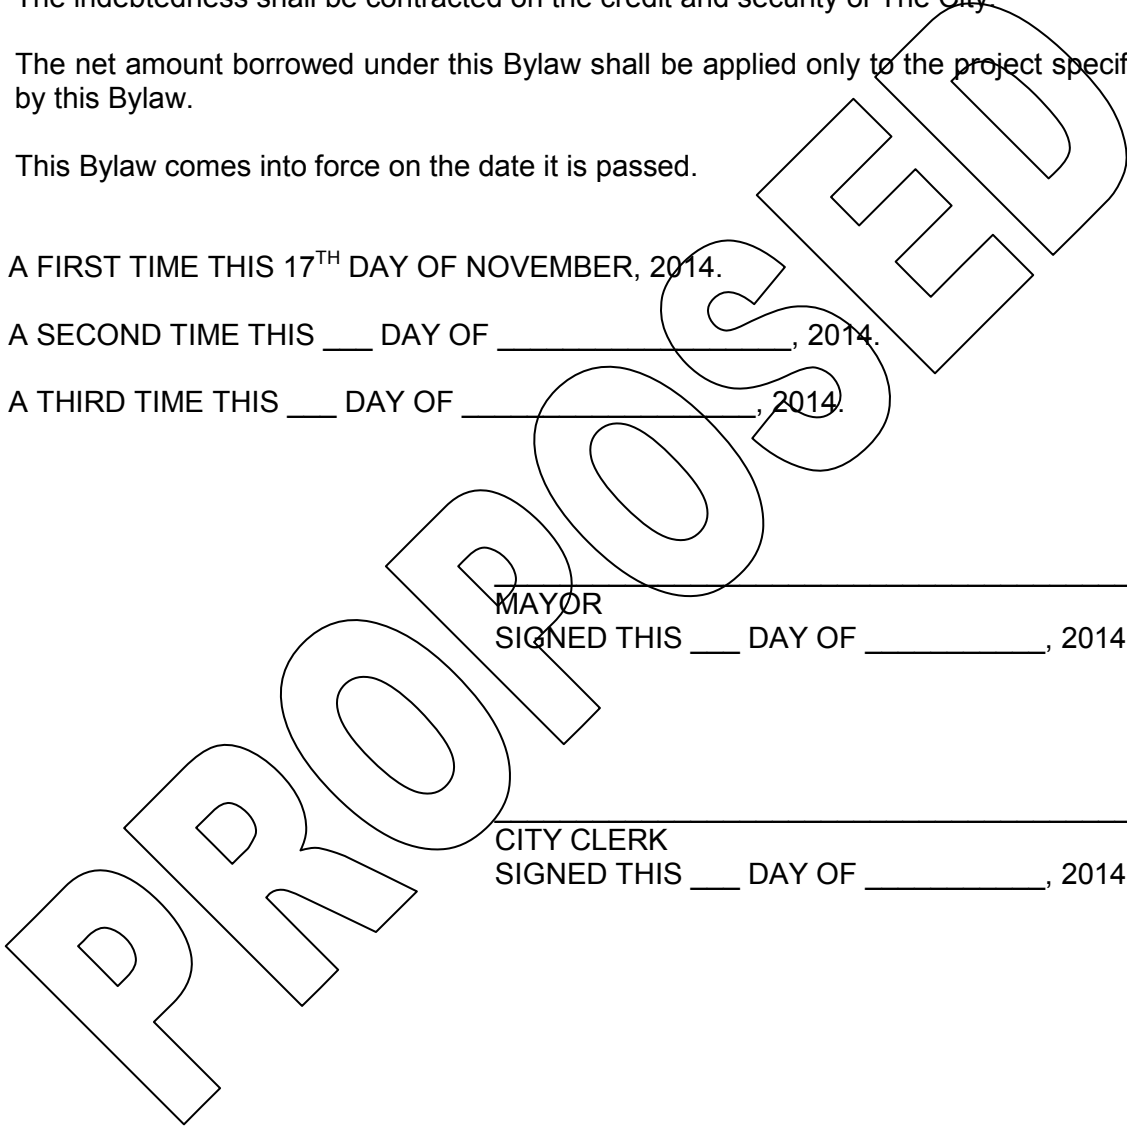 The indebtedness shall be contracted on the credit and security of The City.
The net amount borrowed under this Bylaw shall be applied only to the project specif
by this Bylaw.
This Bylaw comes into force on the date it is passed.
A FIRST TIME THIS 17TH DAY OF NOVEMBER, 2014.
A SECOND TIME THIS ___ DAY OF __________________, 2014.
A THIRD TIME THIS ___ DAY OF __________________, 2014.
MAYOR
SIGNED THIS ___ DAY OF ___________, 2014
CITY CLERK
SIGNED THIS ___ DAY OF ___________, 2014
PROPOSED